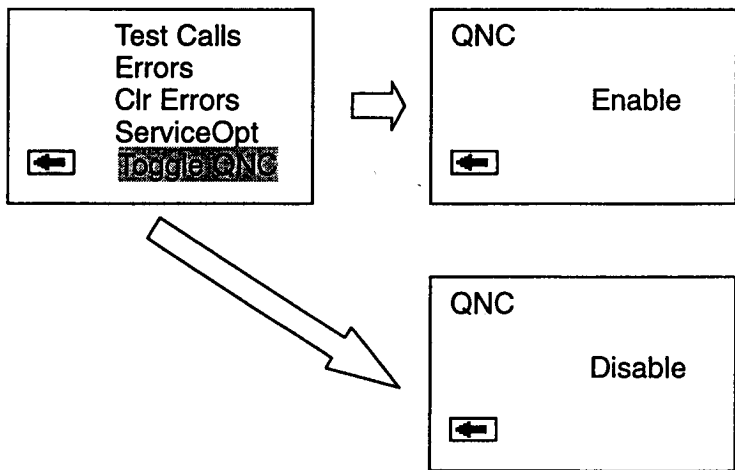 Test Calls
Errors
Clr Errors
ServiceOpt
Toggle QNC
QNC
Enable
QNC
Disable